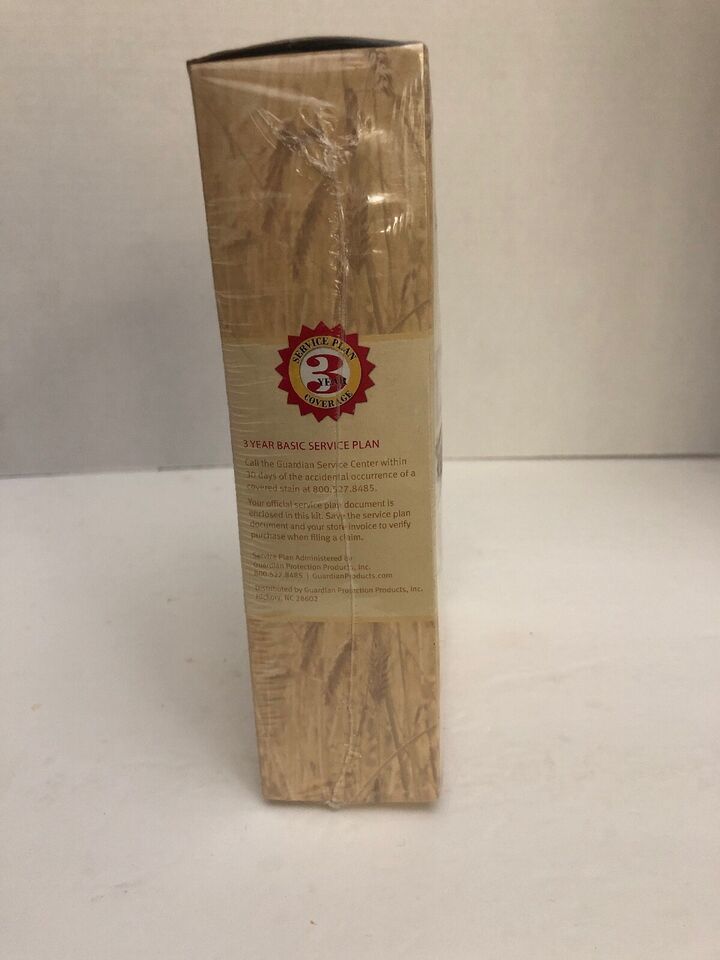 SERVICE PLAN
3
YEAR
COVERAGE
3 YEAR BASIC SERVICE PLAN
Call the Guardian Service Center within
30 days of the accidental occurrence of a
covered stain at 800.527.8485.
Your official service plan document is
enclosed in this kit. Save the service plan
document and your store invoice to verify
purchase when filing a claim.
Service Plan Administered By:
Guardian Protection Products, Inc.
800.527.8485 | GuardianProducts.com
Distributed by Guardian Protection Products, Inc.
Hickory, NC 28602